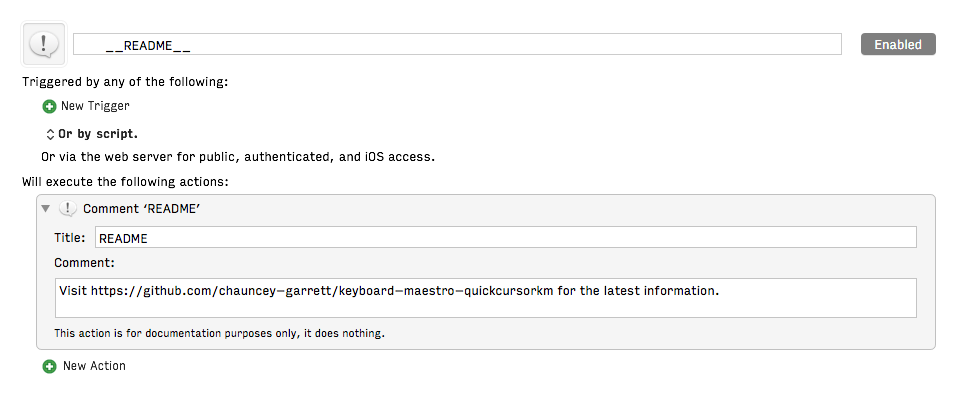 __README__
Enabled
Triggered by any of the following:
New Trigger
Or by script.
Or via the web server for public, authenticated, and iOS access.
Will execute the following actions:
Comment ‘README’
Title: README
Comment:
Visit https://github.com/chauncey-garrett/keyboard-maestro-quickcursorkm for the latest information.
This action is for documentation purposes only, it does nothing.
New Action